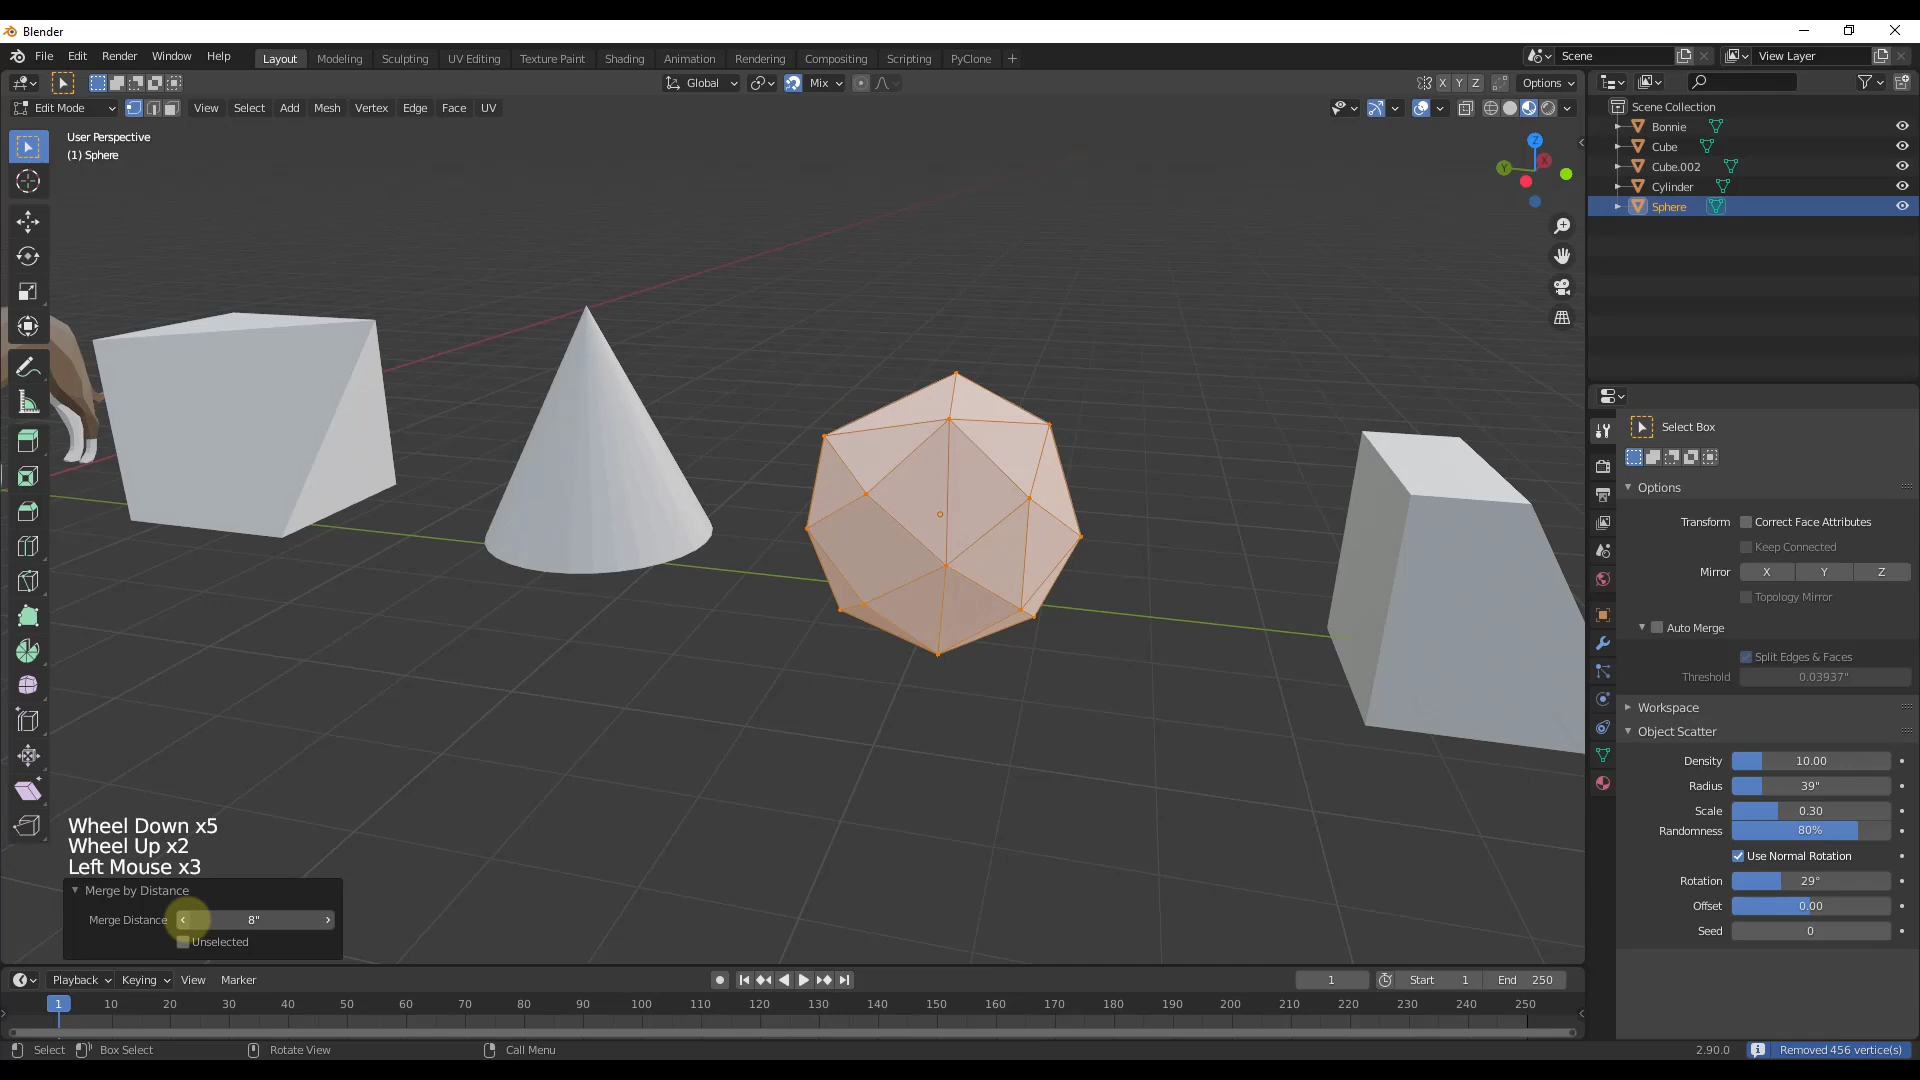 Blender
File Edit Render Window Help
Layout Modeling Sculpting UV Editing Texture Paint Shading Animation Rendering Compositing Scripting PyClone +
Scene View Layer
Global Mix X Y Z Options
Edit Mode View Select Add Mesh Vertex Edge Face UV
User Perspective
(1) Sphere
Z
Y
X
Scene Collection
Bonnie
Cube
Cube.002
Cylinder
Sphere
Select Box
Options
Transform Correct Face Attributes
Keep Connected
Mirror X Y Z
Topology Mirror
Auto Merge
Split Edges & Faces
Threshold 0.03937"
Workspace
Object Scatter
Density 10.00
Radius 39"
Scale 0.30
Randomness 80%
Use Normal Rotation
Rotation 29°
Offset 0.00
Seed 0
Wheel Down x5
Wheel Up x2
Left Mouse x3
Merge by Distance
Merge Distance 8"
Unselected
Playback Keying View Marker
1 Start 1 End 250
1 10 20 30 40 50 60 70 80 90 100 110 120 130 140 150 160 170 180 190 200 210 220 230 240 250
Select Box Select Rotate View Call Menu
2.90.0 Removed 456 vertice(s)